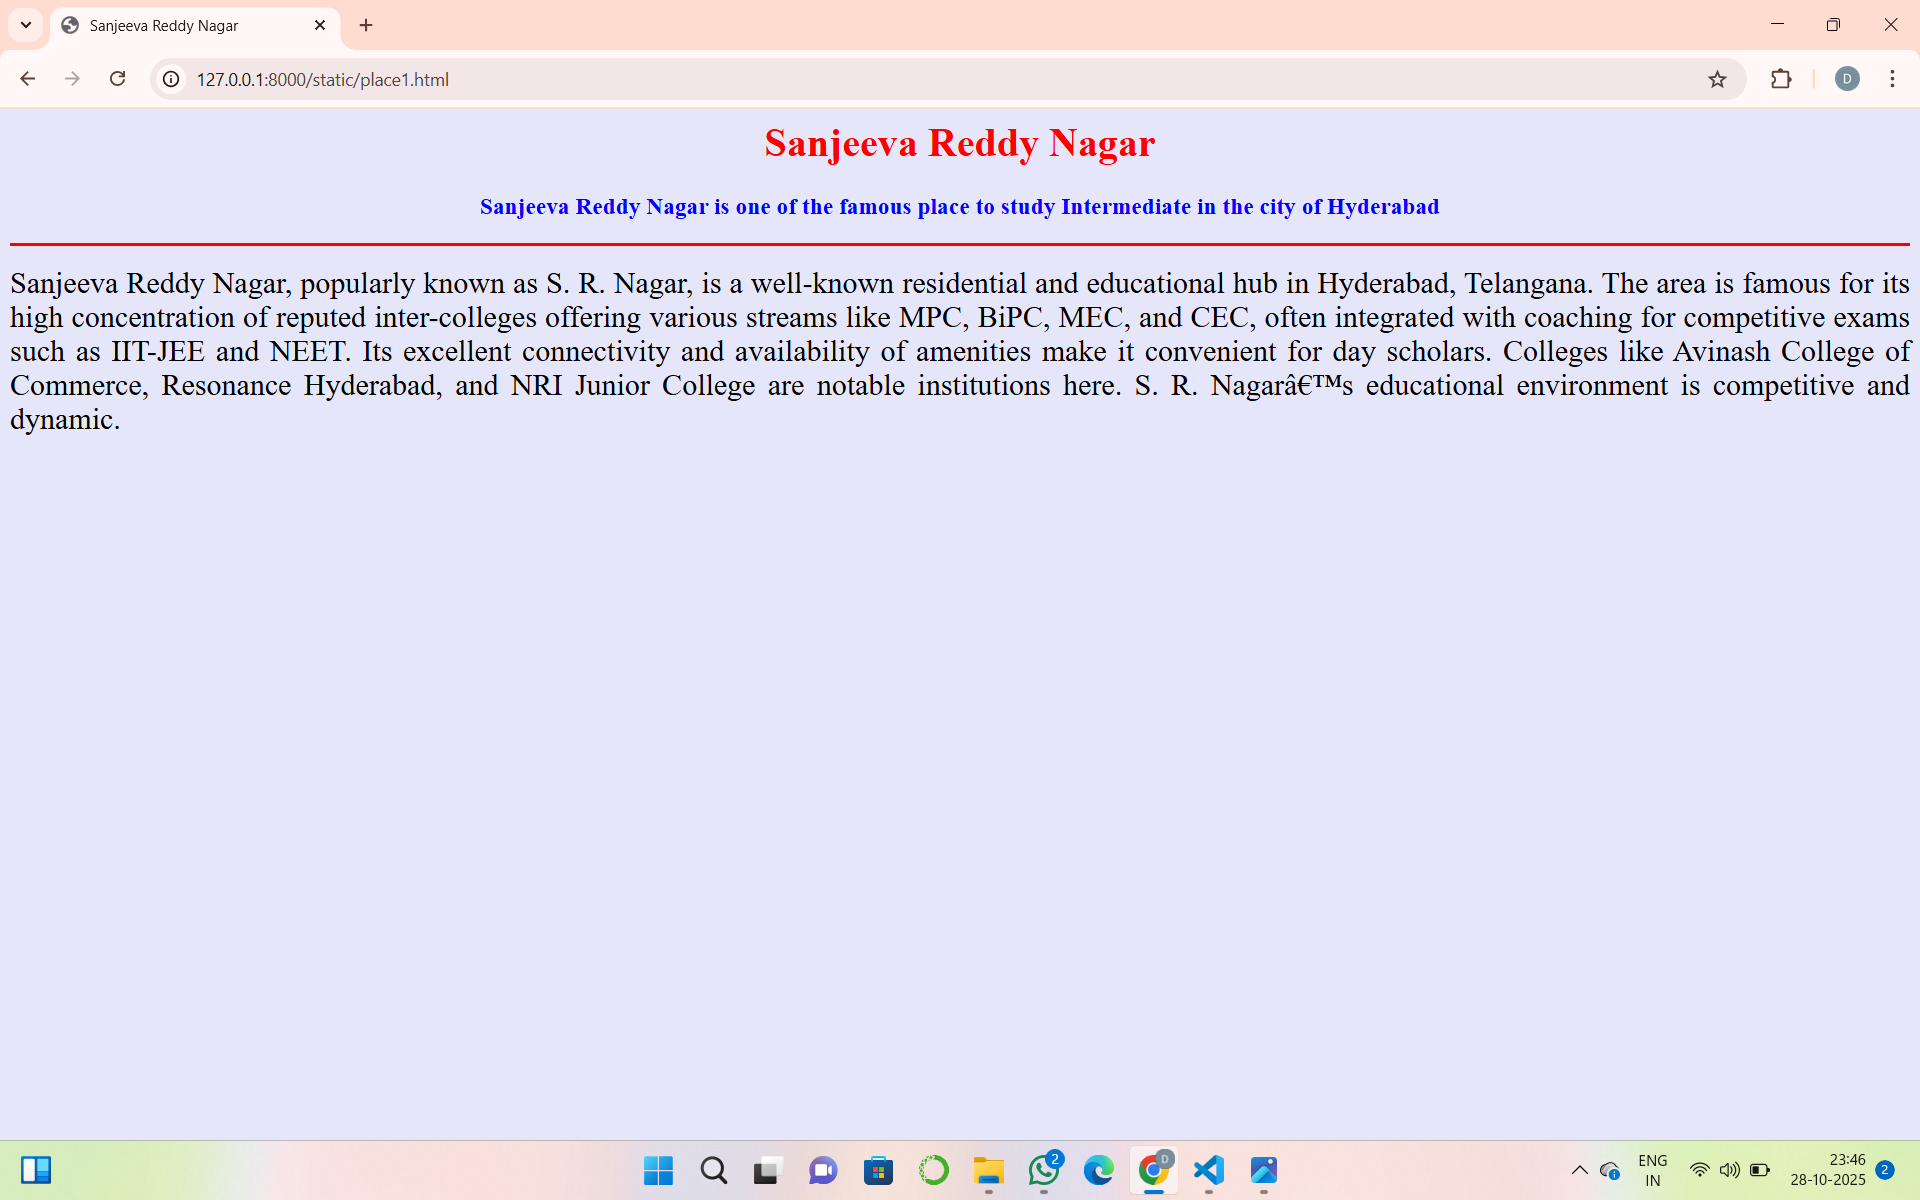 Sanjeeva Reddy Nagar
127.0.0.1:8000/static/place1.html
D
Sanjeeva Reddy Nagar
Sanjeeva Reddy Nagar is one of the famous place to study Intermediate in the city of Hyderabad
Sanjeeva Reddy Nagar, popularly known as S. R. Nagar, is a well-known residential and educational hub in Hyderabad, Telangana. The area is famous for its
high concentration of reputed inter-colleges offering various streams like MPC, BiPC, MEC, and CEC, often integrated with coaching for competitive exams
such as IIT-JEE and NEET. Its excellent connectivity and availability of amenities make it convenient for day scholars. Colleges like Avinash College of
Commerce, Resonance Hyderabad, and NRI Junior College are notable institutions here. S. R. Nagarâ€™s educational environment is competitive and
dynamic.
2
D
ENG
IN
23:46
28-10-2025
2